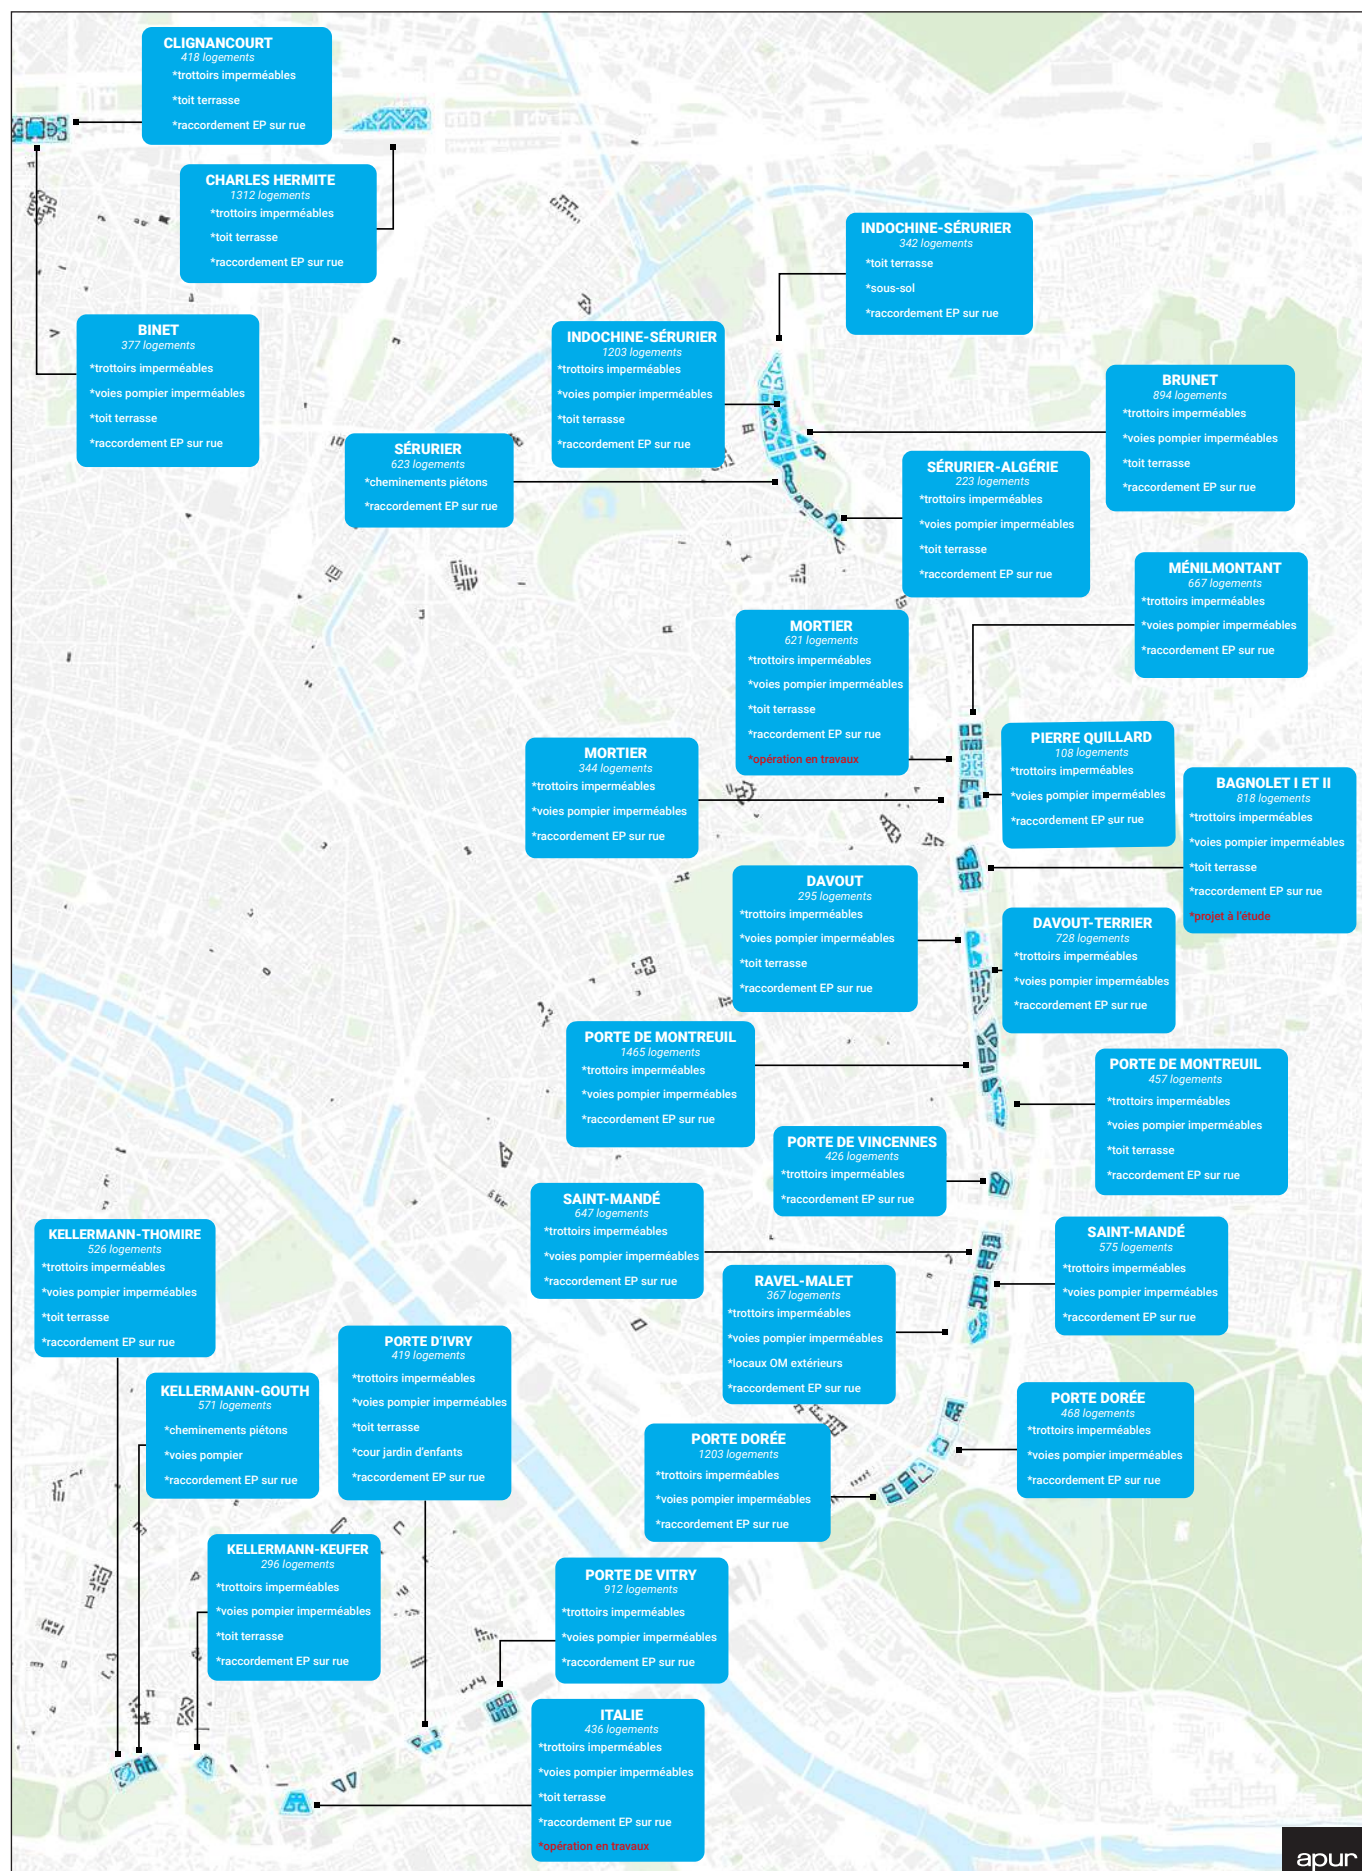 CLIGNANCOURT
418 logements
*trottoirs imperméables
*toit terrasse
*raccordement EP sur rue
CHARLES HERMITE
1312 logements
*trottoirs imperméables
*toit terrasse
*raccordement EP sur rue
INDOCHINE-SÉRURIER
342 logements
*toit terrasse
*sous-sol
*raccordement EP sur rue
BINET
377 logements
*trottoirs imperméables
*voies pompier imperméables
*toit terrasse
*raccordement EP sur rue
INDOCHINE-SÉRURIER
1203 logements
*trottoirs imperméables
*voies pompier imperméables
*toit terrasse
*raccordement EP sur rue
BRUNET
894 logements
*trottoirs imperméables
*voies pompier imperméables
*toit terrasse
*raccordement EP sur rue
SÉRURIER
623 logements
*cheminements piétons
*raccordement EP sur rue
SÉRURIER-ALGÉRIE
223 logements
*trottoirs imperméables
*voies pompier imperméables
*toit terrasse
*raccordement EP sur rue
MÉNILMONTANT
667 logements
*trottoirs imperméables
*voies pompier imperméables
*raccordement EP sur rue
MORTIER
621 logements
*trottoirs imperméables
*voies pompier imperméables
*toit terrasse
*raccordement EP sur rue
*opération en travaux
PIERRE QUILLARD
108 logements
*trottoirs imperméables
*voies pompier imperméables
*raccordement EP sur rue
MORTIER
344 logements
*trottoirs imperméables
*voies pompier imperméables
*raccordement EP sur rue
BAGNOLET I ET II
818 logements
*trottoirs imperméables
*voies pompier imperméables
*toit terrasse
*raccordement EP sur rue
*projet à l'étude
DAVOUT
295 logements
*trottoirs imperméables
*voies pompier imperméables
*toit terrasse
*raccordement EP sur rue
DAVOUT-TERRIER
728 logements
*trottoirs imperméables
*voies pompier imperméables
*raccordement EP sur rue
PORTE DE MONTREUIL
1465 logements
*trottoirs imperméables
*voies pompier imperméables
*raccordement EP sur rue
PORTE DE MONTREUIL
457 logements
*trottoirs imperméables
*voies pompier imperméables
*toit terrasse
*raccordement EP sur rue
PORTE DE VINCENNES
426 logements
*trottoirs imperméables
*raccordement EP sur rue
SAINT-MANDÉ
647 logements
*trottoirs imperméables
*voies pompier imperméables
*raccordement EP sur rue
KELLERMANN-THOMIRE
526 logements
*trottoirs imperméables
*voies pompier imperméables
*toit terrasse
*raccordement EP sur rue
SAINT-MANDÉ
575 logements
*trottoirs imperméables
*voies pompier imperméables
*raccordement EP sur rue
RAVEL-MALET
367 logements
*trottoirs imperméables
*voies pompier imperméables
*locaux OM extérieurs
*raccordement EP sur rue
PORTE D'IVRY
419 logements
*trottoirs imperméables
*voies pompier imperméables
*toit terrasse
*cour jardin d'enfants
*raccordement EP sur rue
KELLERMANN-GOUTH
571 logements
*cheminements piétons
*voies pompier
*raccordement EP sur rue
PORTE DORÉE
468 logements
*trottoirs imperméables
*voies pompier imperméables
*raccordement EP sur rue
PORTE DORÉE
1203 logements
*trottoirs imperméables
*voies pompier imperméables
*raccordement EP sur rue
KELLERMANN-KEUFER
296 logements
*trottoirs imperméables
*voies pompier imperméables
*toit terrasse
*raccordement EP sur rue
PORTE DE VITRY
912 logements
*trottoirs imperméables
*voies pompier imperméables
*raccordement EP sur rue
ITALIE
436 logements
*trottoirs imperméables
*voies pompier imperméables
*toit terrasse
*raccordement EP sur rue
*opération en travaux
apur